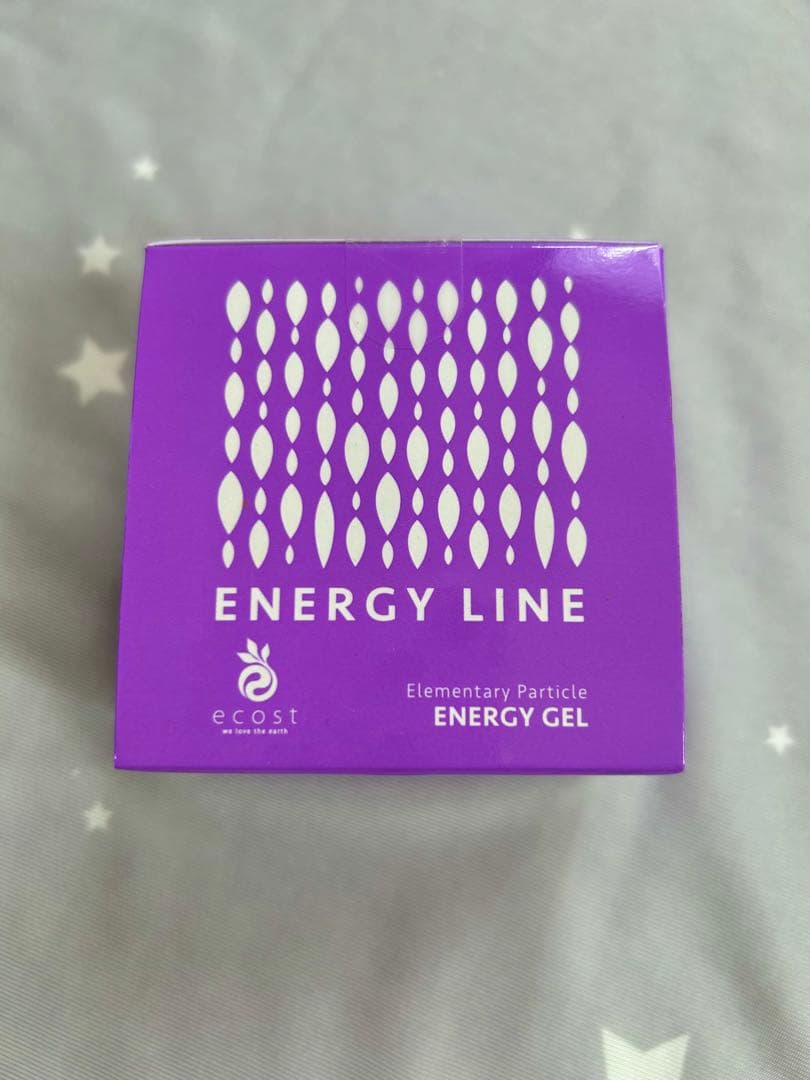 ENERGY LINE
ecost
we love the earth
Elementary Particle
ENERGY GEL